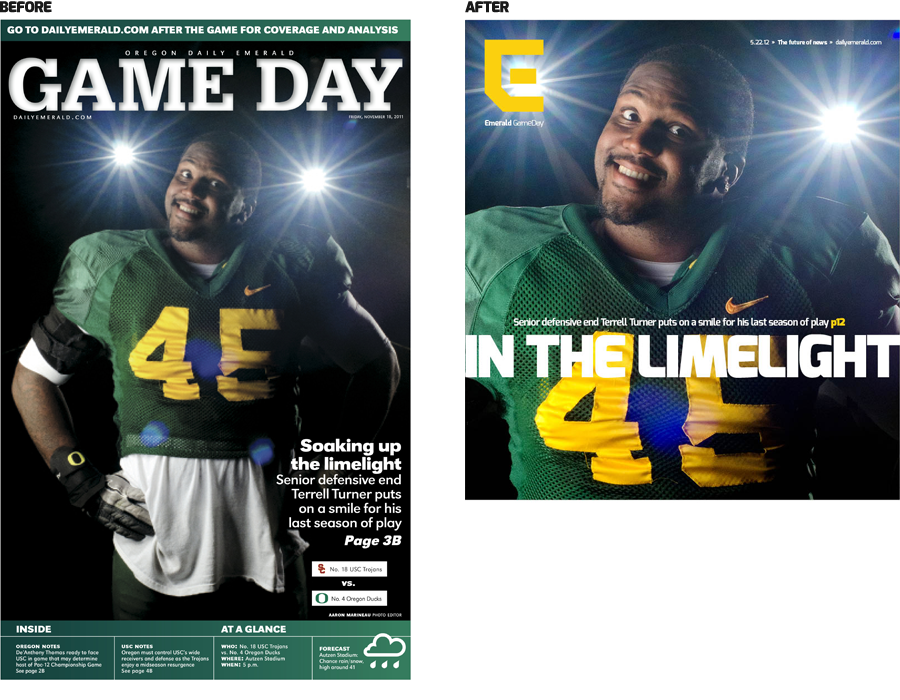 BEFORE
GO TO DAILYEMERALD.COM AFTER THE GAME FOR COVERAGE AND ANALYSIS
OREGON DAILY EMERALD
GAME DAY
DAILYEMERALD.COM
FRIDAY, NOVEMBER 18, 2011
45
Soaking up
the limelight
Senior defensive end
Terrell Turner puts
on a smile for his
last season of play
Page 3B
SC No. 18 USC Trojans
vs.
O No. 4 Oregon Ducks
AARON MARINEAU PHOTO EDITOR
INSIDE
OREGON NOTES
De'Anthony Thomas ready to face
USC in game that may determine
host of Pac-12 Championship Game
See page 2B
USC NOTES
Oregon must control USC's wide
receivers and defense as the Trojans
enjoy a midseason resurgence
See page 4B
AT A GLANCE
WHO: No. 18 USC Trojans
vs. No. 4 Oregon Ducks
WHERE: Autzen Stadium
WHEN: 5 p.m.
FORECAST
Autzen Stadium:
Chance rain/snow,
high around 41
AFTER
5.22.12 > The future of news > dailyemerald.com
E
Emerald GameDay
Senior defensive end Terrell Turner puts on a smile for his last season of play p12
IN THE LIMELIGHT
45